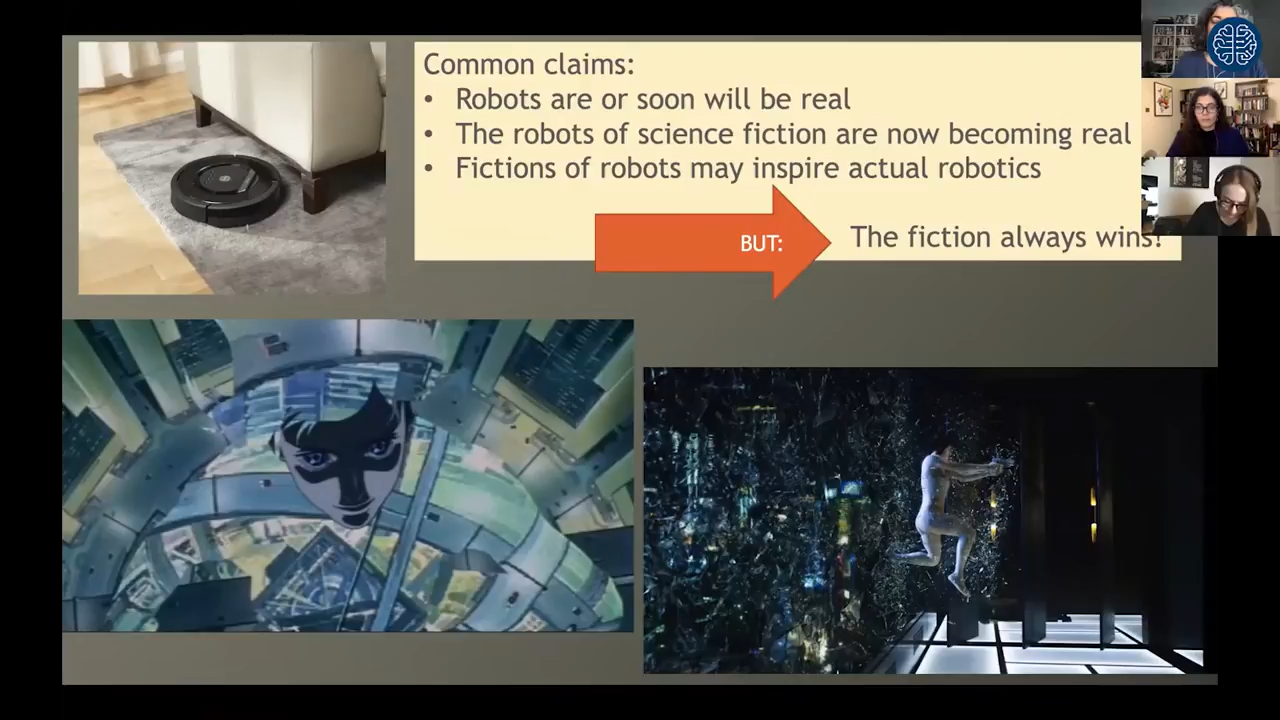 Common claims:
• Robots are or soon will be real
• The robots of science fiction are now becoming real
• Fictions of robots may inspire actual robotics
BUT:
The fiction always wins!